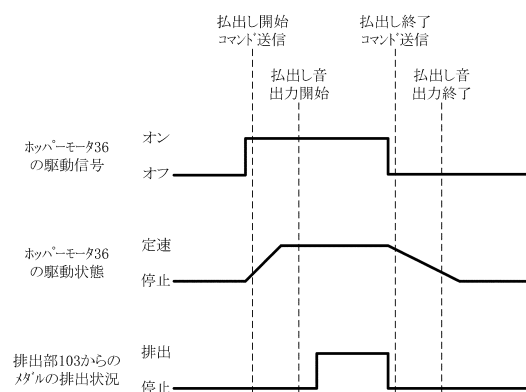 払出し開始
コマンド送信
払出し終了
コマンド送信
払出し音
出力開始
払出し音
出力終了
ホッパーモータ36
の駆動信号
オン
オフ
ホッパーモータ36
の駆動状態
定速
停止
排出部103からの
メダルの排出状況
排出
停止